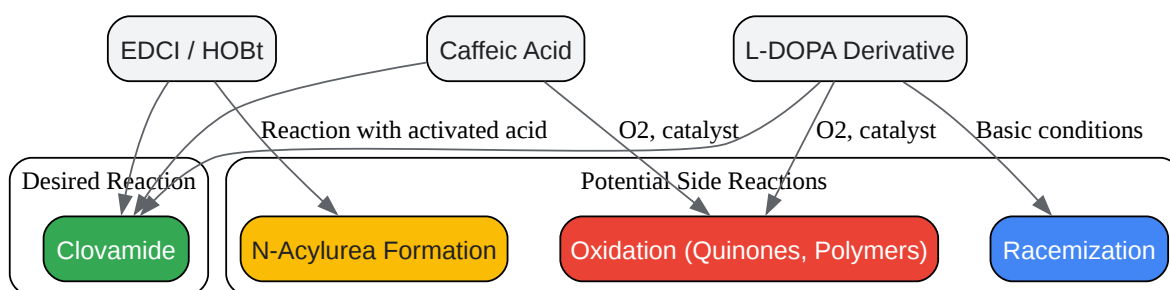 EDCI / HOBt
Caffeic Acid
L-DOPA Derivative
Reaction with activated acid
O2, catalyst
O2, catalyst
Basic conditions
Desired Reaction
Potential Side Reactions
Clovamide
N-Acylurea Formation
Oxidation (Quinones, Polymers)
Racemization